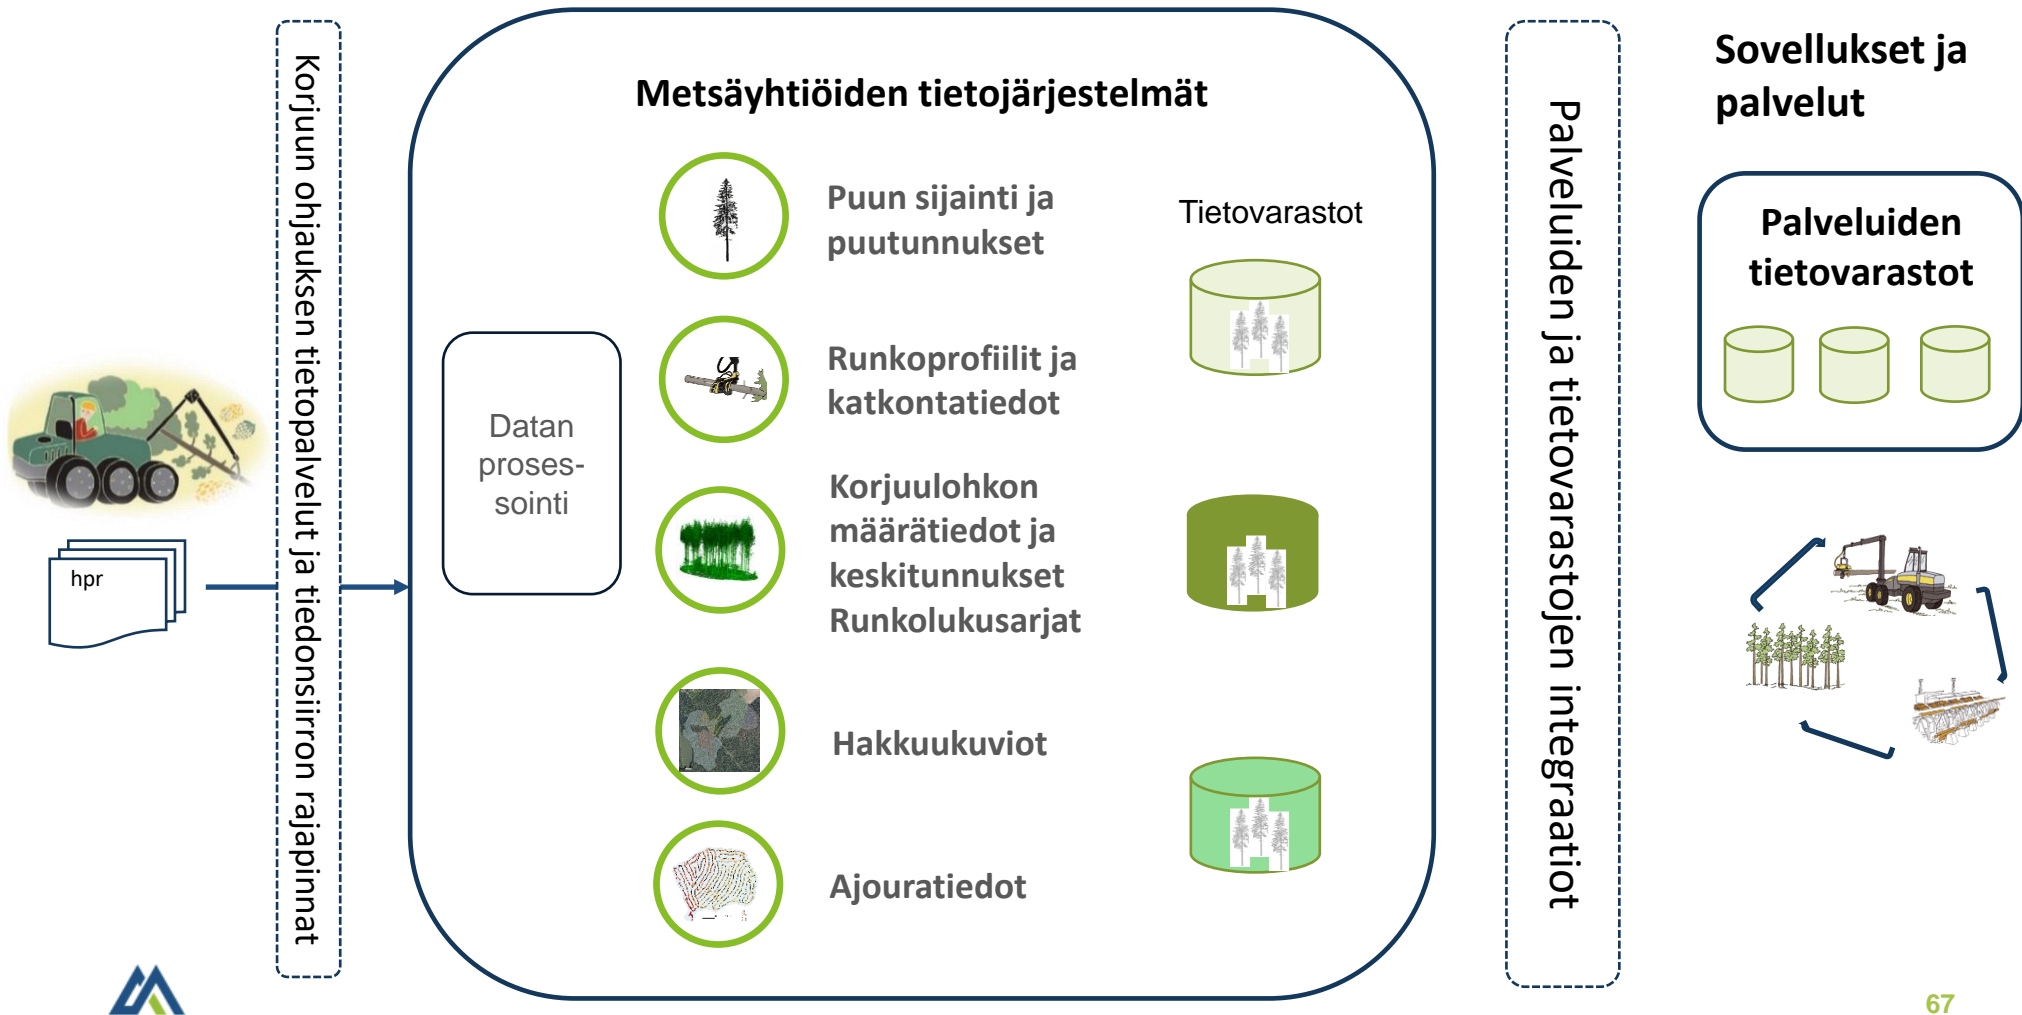 hpr
Korjuun ohjauksen tietopalvelut ja tiedonsiirron rajapinnat
Metsäyhtiöiden tietojärjestelmät
Datan
proses-
sointi
Puun sijainti ja
puutunnukset
Runkoprofiilit ja
katkontatiedot
Korjuulohkon
määrätiedot ja
keskitunnukset
Runkolukusarjat
Hakkuukuviot
Ajouratiedot
Tietovarastot
Palveluiden ja tietovarastojen integraatiot
Sovellukset ja
palvelut
Palveluiden
tietovarastot
67